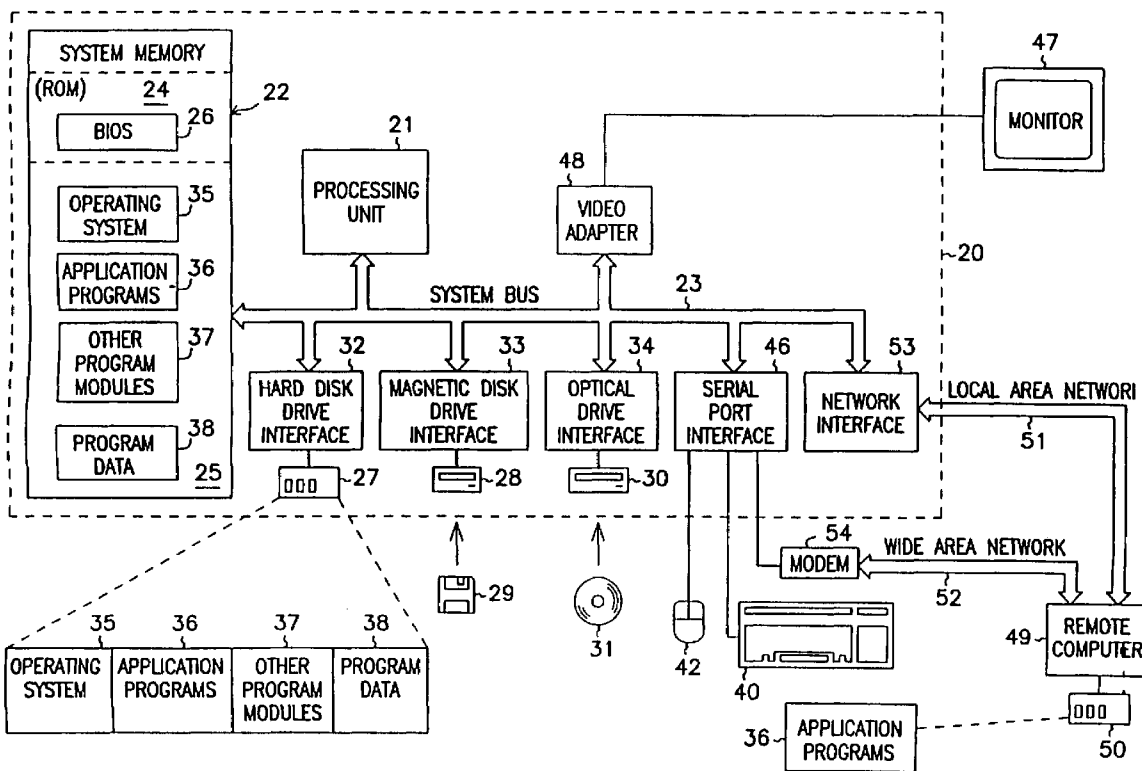 SYSTEM MEMORY
(ROM) 24
22
26
BIOS
35
OPERATING
SYSTEM
APPLICATION
PROGRAMS
36
37
OTHER
PROGRAM
MODULES
38
PROGRAM
DATA
25
21
PROCESSING
UNIT
48
VIDEO
ADAPTER
47
MONITOR
20
SYSTEM BUS
23
32
HARD DISK
DRIVE
INTERFACE
33
MAGNETIC DISK
DRIVE
INTERFACE
34
OPTICAL
DRIVE
INTERFACE
46
SERIAL
PORT
INTERFACE
53
NETWORK
INTERFACE
LOCAL AREA NETWORI
51
27
28
30
29
31
42
40
54
MODEM
WIDE AREA NETWORK
52
49
REMOTE
COMPUTER
50
36
APPLICATION
PROGRAMS
35
OPERATING
SYSTEM
36
APPLICATION
PROGRAMS
37
OTHER
PROGRAM
MODULES
38
PROGRAM
DATA